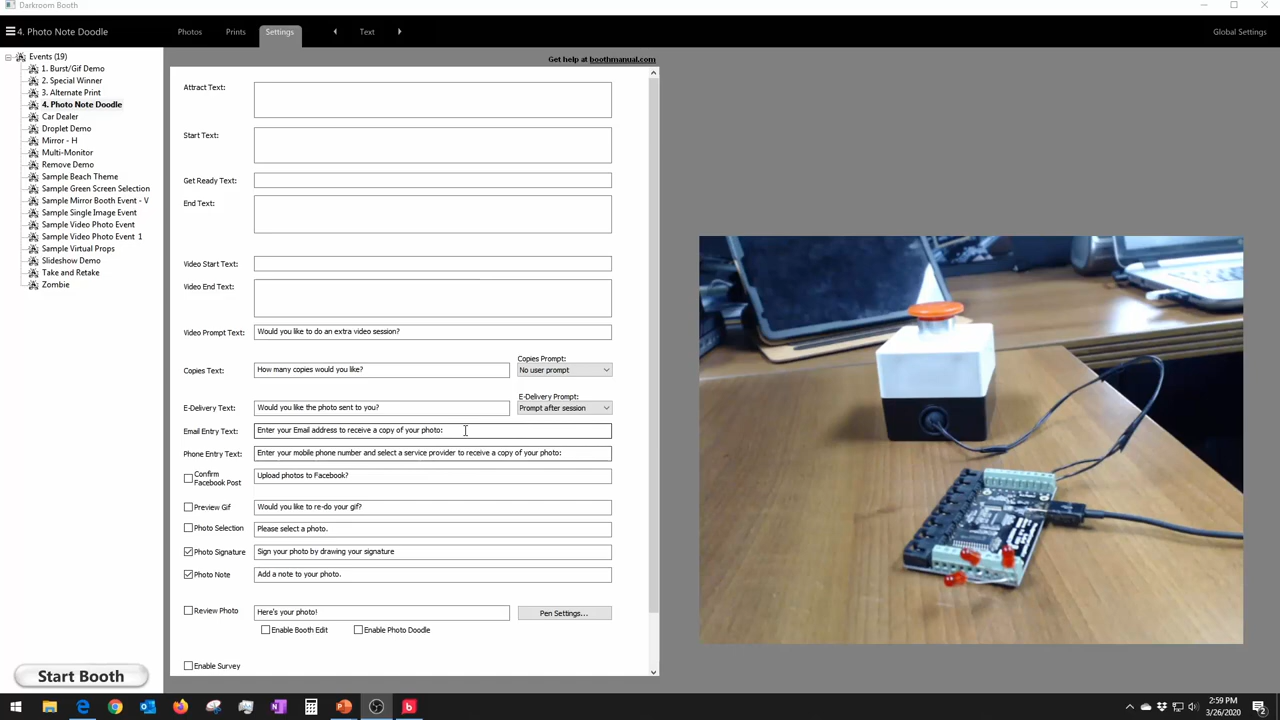 Darkroom Booth
4. Photo Note Doodle
Photos
Prints
Settings
Text
Global Settings
Get help at boothmanual.com
Events (19)
1. Burst/Gif Demo
2. Special Winner
3. Alternate Print
4. Photo Note Doodle
Car Dealer
Droplet Demo
Mirror - H
Multi-Monitor
Remove Demo
Sample Beach Theme
Sample Green Screen Selection
Sample Mirror Booth Event - V
Sample Single Image Event
Sample Video Photo Event
Sample Video Photo Event 1
Sample Virtual Props
Slideshow Demo
Take and Retake
Zombie
Start Booth
Attract Text:
Start Text:
Get Ready Text:
End Text:
Video Start Text:
Video End Text:
Video Prompt Text: Would you like to do an extra video session?
Copies Prompt:
Copies Text: How many copies would you like? No user prompt
E-Delivery Prompt:
E-Delivery Text: Would you like the photo sent to you? Prompt after session
Email Entry Text: Enter your Email address to receive a copy of your photo:
Phone Entry Text: Enter your mobile phone number and select a service provider to receive a copy of your photo:
Confirm
Facebook Post Upload photos to Facebook?
Preview Gif Would you like to re-do your gif?
Photo Selection Please select a photo.
Photo Signature Sign your photo by drawing your signature
Photo Note Add a note to your photo.
Review Photo Here's your photo! Pen Settings...
Enable Booth Edit Enable Photo Doodle
Enable Survey
2:59 PM
3/26/2020
2